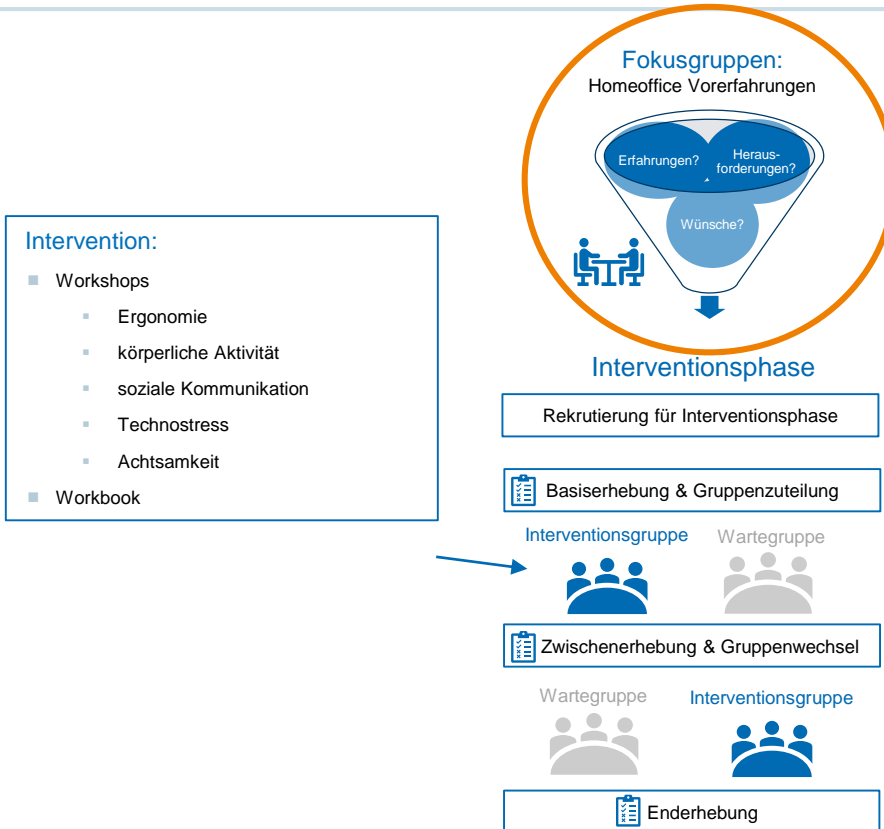 Fokusgruppen:
Homeoffice Vorerfahrungen
Erfahrungen?
Heraus-
forderungen?
Wünsche?
Intervention:
Workshops
Ergonomie
körperliche Aktivität
soziale Kommunikation
Technostress
Achtsamkeit
Workbook
Interventionsphase
Rekrutierung für Interventionsphase
Basiserhebung & Gruppenzuteilung
Interventionsgruppe
Wartegruppe
Zwischenerhebung & Gruppenwechsel
Wartegruppe
Interventionsgruppe
Enderhebung